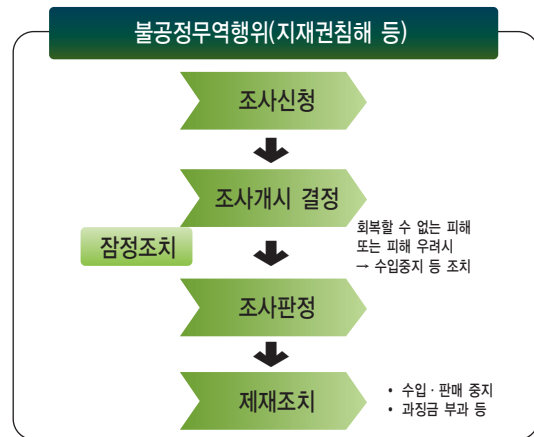 불공정무역행위(지재권침해 등)
조사신청
조사개시 결정
회복할 수 없는 피해
또는 피해 우려시
→ 수입중지 등 조치
잠정조치
조사판정
제재조치
• 수입 · 판매 중지
• 과징금 부과 등